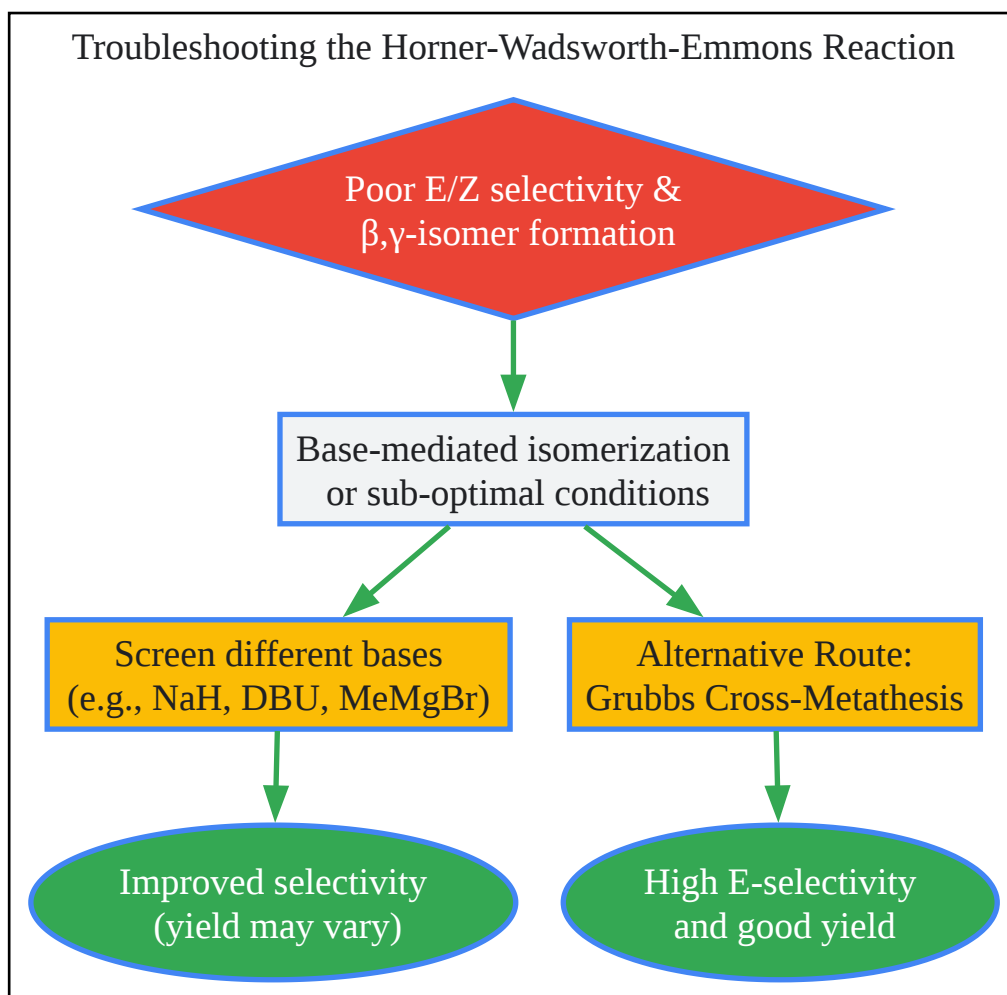 Troubleshooting the Horner-Wadsworth-Emmons Reaction
Poor E/Z selectivity &
β,γ-isomer formation
Base-mediated isomerization
or sub-optimal conditions
Screen different bases
(e.g., NaH, DBU, MeMgBr)
Alternative Route:
Grubbs Cross-Metathesis
Improved selectivity
(yield may vary)
High E-selectivity
and good yield